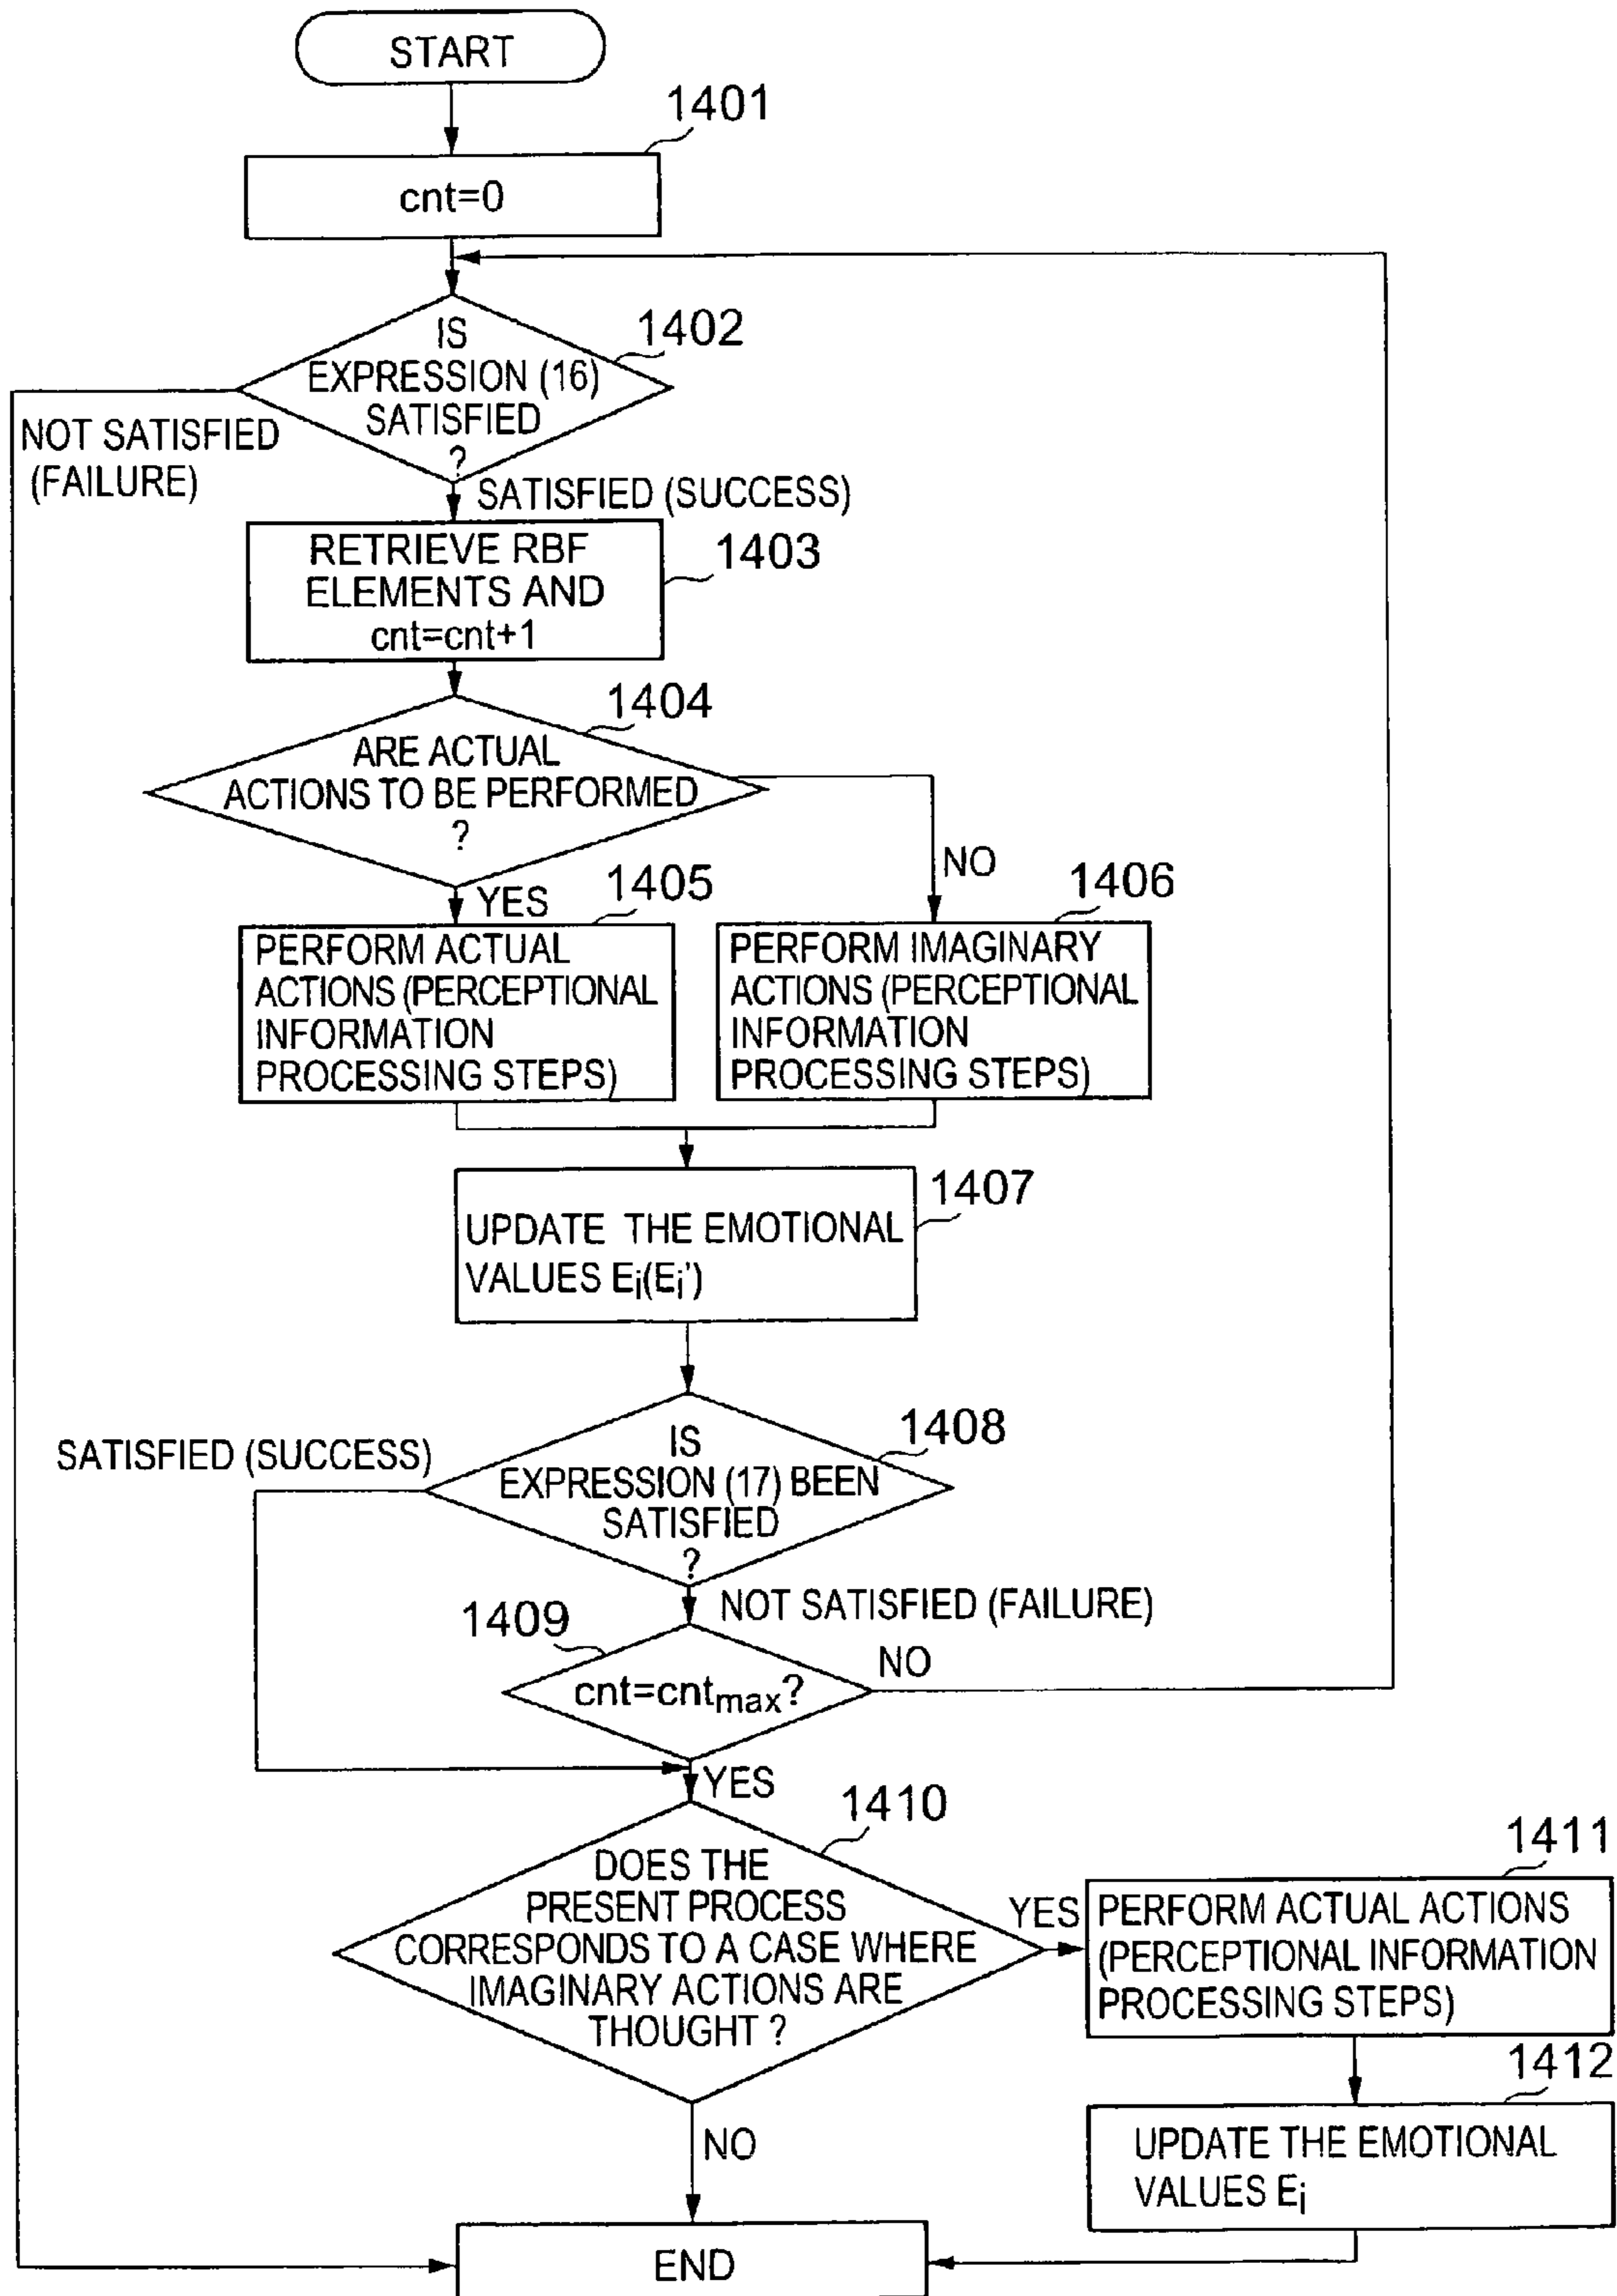 START
1401
cnt=0
1402
IS
EXPRESSION (16)
SATISFIED
?
NOT SATISFIED
(FAILURE)
SATISFIED (SUCCESS)
1403
RETRIEVE RBF
ELEMENTS AND
cnt=cnt+1
1404
ARE ACTUAL
ACTIONS TO BE PERFORMED
?
NO
YES
1405
PERFORM ACTUAL
ACTIONS (PERCEPTIONAL
INFORMATION
PROCESSING STEPS)
1406
PERFORM IMAGINARY
ACTIONS (PERCEPTIONAL
INFORMATION
PROCESSING STEPS)
1407
UPDATE THE EMOTIONAL
VALUES Ei(Ei')
1408
IS
EXPRESSION (17) BEEN
SATISFIED
?
SATISFIED (SUCCESS)
NOT SATISFIED (FAILURE)
1409
cnt=cntmax?
NO
YES
1410
DOES THE
PRESENT PROCESS
CORRESPONDS TO A CASE WHERE
IMAGINARY ACTIONS ARE
THOUGHT ?
YES
1411
PERFORM ACTUAL ACTIONS
(PERCEPTIONAL INFORMATION
PROCESSING STEPS)
1412
UPDATE THE EMOTIONAL
VALUES Ei
NO
END